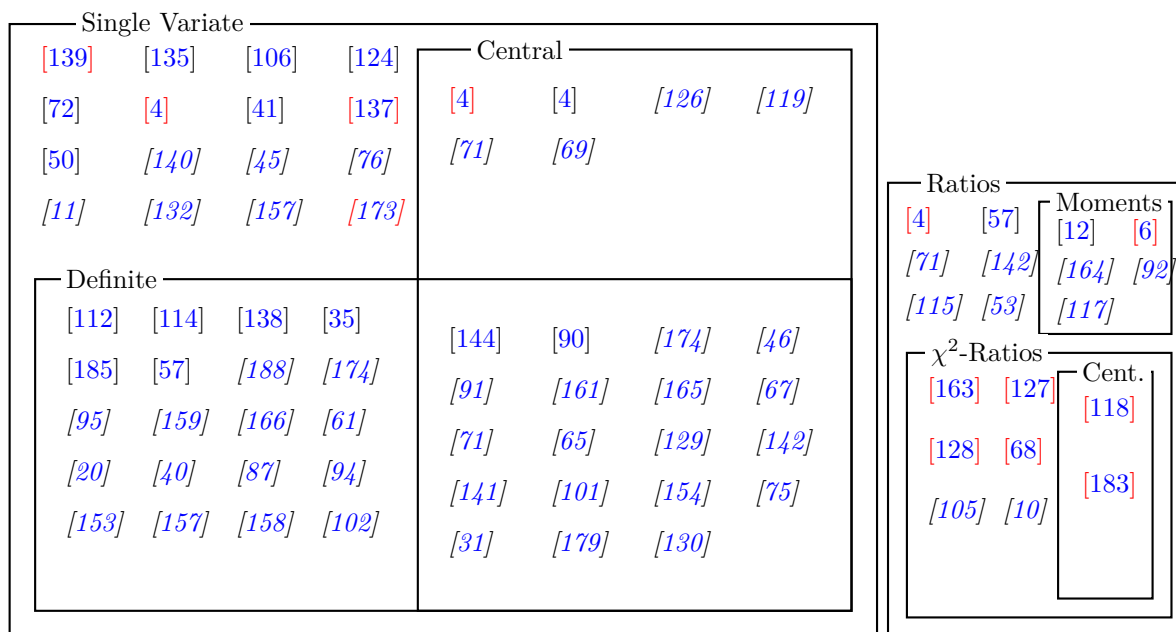 Single Variate
[139] [135] [106] [124]
[72] [4] [41] [137]
[50] [140] [45] [76]
[11] [132] [157] [173]
Central
[4] [4] [126] [119]
[71] [69]
Definite
[112] [114] [138] [35]
[185] [57] [188] [174]
[95] [159] [166] [61]
[20] [40] [87] [94]
[153] [157] [158] [102]
[144] [90] [174] [46]
[91] [161] [165] [67]
[71] [65] [129] [142]
[141] [101] [154] [75]
[31] [179] [130]
Ratios
[4] [57]
[71] [142]
[115] [53]
Moments
[12] [6]
[164] [92]
[117]
χ²-Ratios
[163] [127]
[128] [68]
[105] [10]
Cent.
[118]
[183]